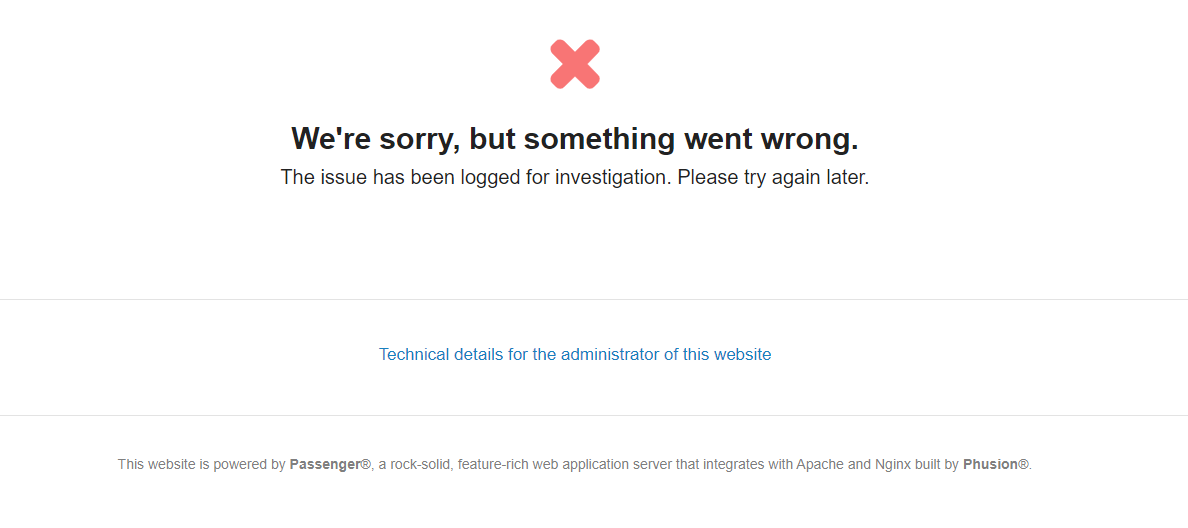 We're sorry, but something went wrong.
The issue has been logged for investigation. Please try again later.
Technical details for the administrator of this website
This website is powered by Passenger®, a rock-solid, feature-rich web application server that integrates with Apache and Nginx built by Phusion®.